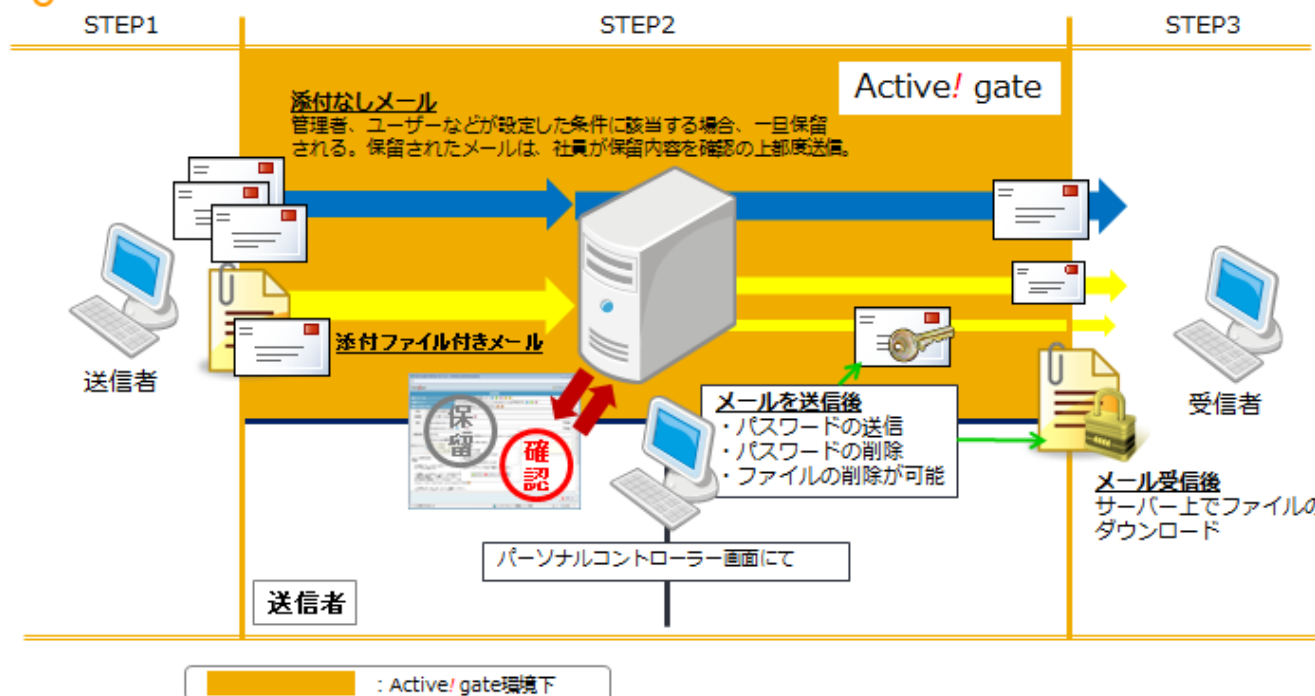 STEP1
STEP2
STEP3
Active! gate
添付なしメール
管理者、ユーザーなどが設定した条件に該当する場合、一旦保留
される。保留されたメールは、社員が保留内容を確認の上都度送信。
添付ファイル付きメール
送信者
受信者
保留
確認
メールを送信後
・パスワードの送信
・パスワードの削除
・ファイルの削除が可能
メール受信後
サーバー上でファイルの
ダウンロード
パーソナルコントローラー画面にて
送信者
：Active! gate環境下